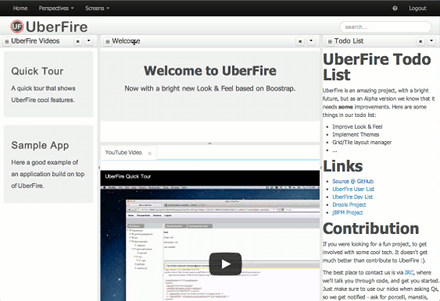 Home Perspectives Screens ? Logout
UF UberFire
search...
UberFire Videos
Quick Tour
A quick tour that shows
UberFire cool features.
Sample App
Here a good example of
an application build on top
of UberFire.
Welcome
Welcome to UberFire
Now with a bright new Look & Feel based on Boostrap.
YouTube Video
UberFire Quick Tour
Todo List
UberFire Todo
List
UberFire is an amazing project, with a bright
future, but as an Alpha version we know that it
needs some improvements. Here are some
things in our todo list:
Improve Look & Feel
Implement Themes
Grid/Tile layout manager
...
Links
Source @ GitHub
UberFire User List
UberFire Dev List
Drools Project
jBPM Project
Contribution
If you were looking for a fun project, to get
involved with some cool tech. It doesn't get
much better than contribute to UberFire :).
The best place to contact us is via IRC, where
we'll talk you through code, and get you started.
Just make sure to use our nicks when asking Qs,
so we get notified - ask for porcelli, manstis,